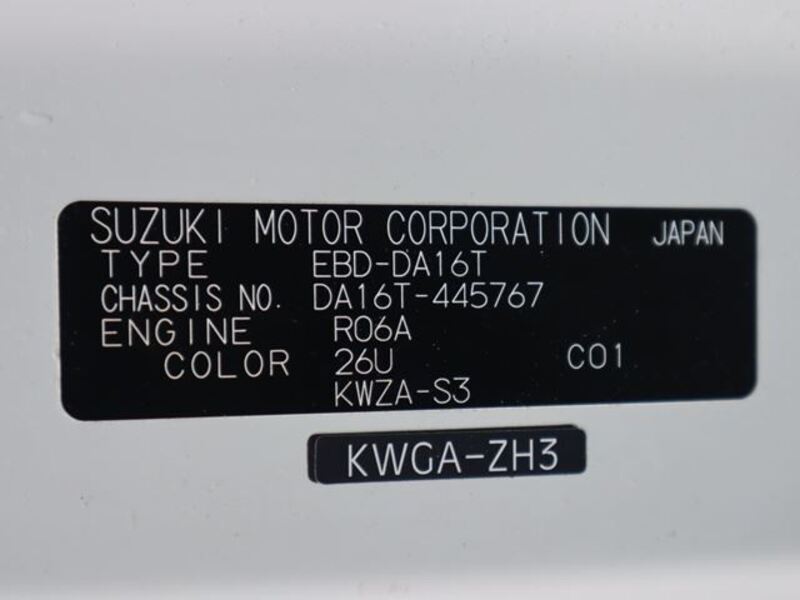 SUZUKI MOTOR CORPORATION JAPAN
TYPE EBD-DA16T
CHASSIS NO. DA16T-445767
ENGINE R06A
COLOR 26U C01
KWZA-S3
KWGA-ZH3